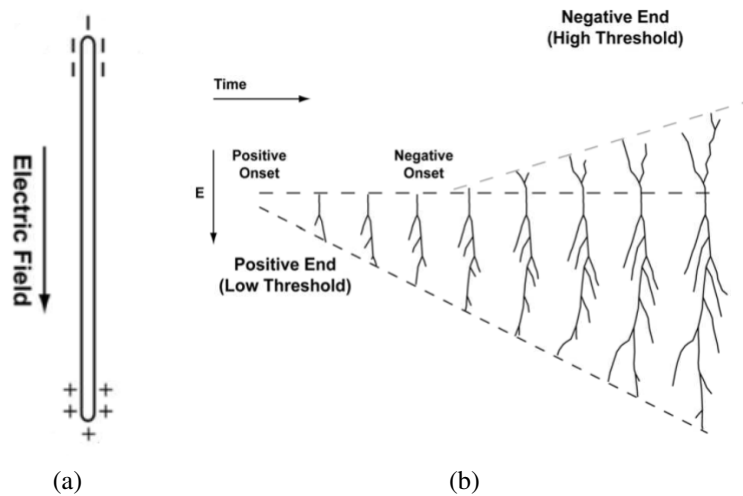 Electric Field
Negative End
(High Threshold)
Time
Positive
Onset
Negative
Onset
E
Positive End
(Low Threshold)
(a)
(b)